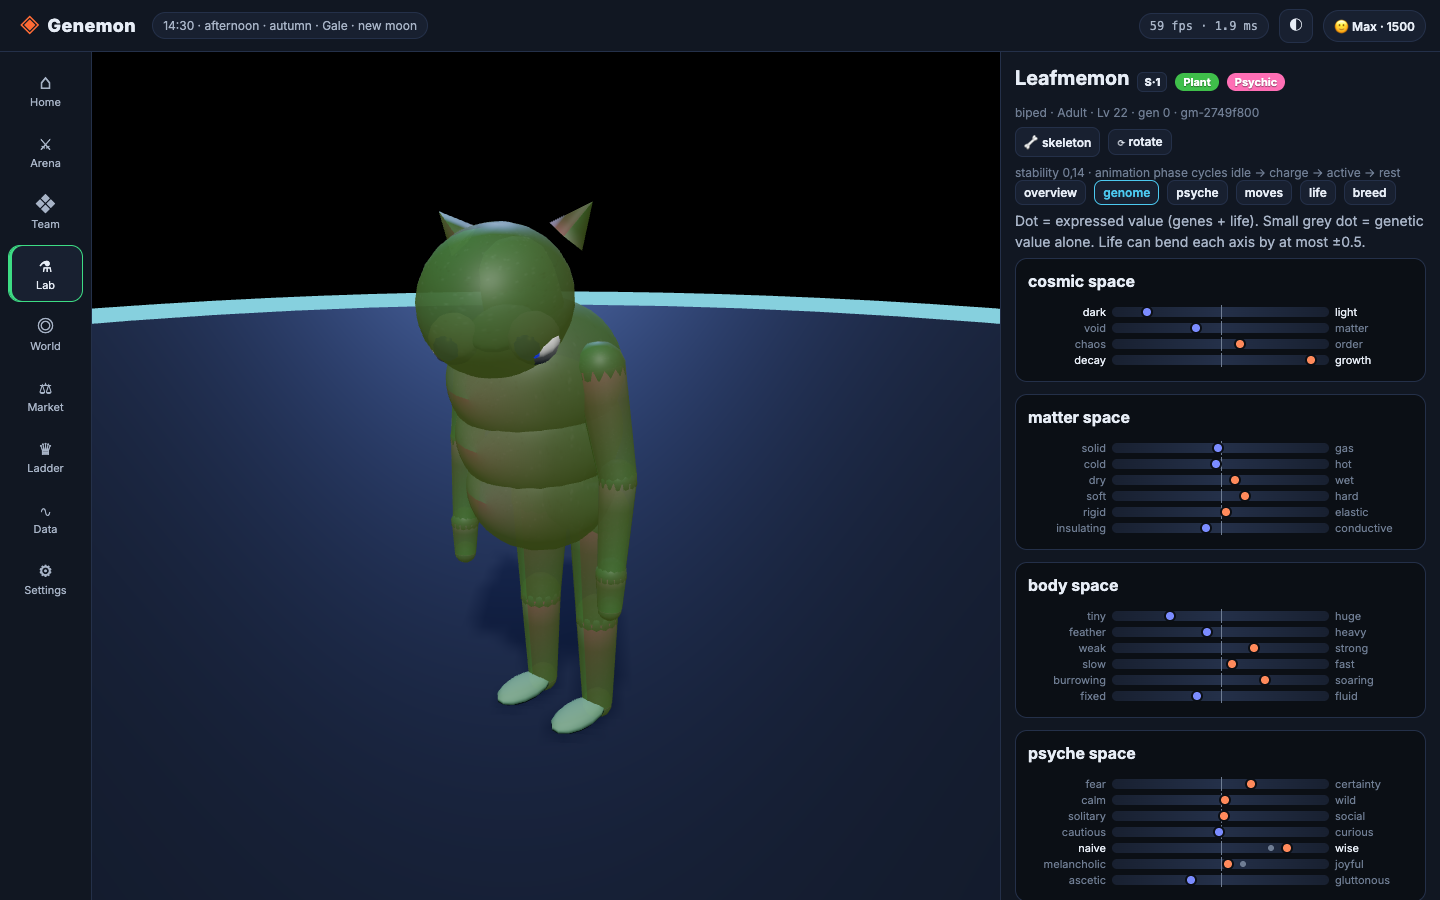 Genemon
14:30 · afternoon · autumn · Gale · new moon
59 fps · 1.9 ms
Max · 1500
Home
Arena
Team
Lab
World
Market
Ladder
Data
Settings
Leafmemon S·1 Plant Psychic
biped · Adult · Lv 22 · gen 0 · gm-2749f800
skeleton rotate
stability 0,14 · animation phase cycles idle → charge → active → rest
overview genome psyche moves life breed
Dot = expressed value (genes + life). Small grey dot = genetic
value alone. Life can bend each axis by at most ±0.5.
cosmic space
dark light
void matter
chaos order
decay growth
matter space
solid gas
cold hot
dry wet
soft hard
rigid elastic
insulating conductive
body space
tiny huge
feather heavy
weak strong
slow fast
burrowing soaring
fixed fluid
psyche space
fear certainty
calm wild
solitary social
cautious curious
naive wise
melancholic joyful
ascetic gluttonous